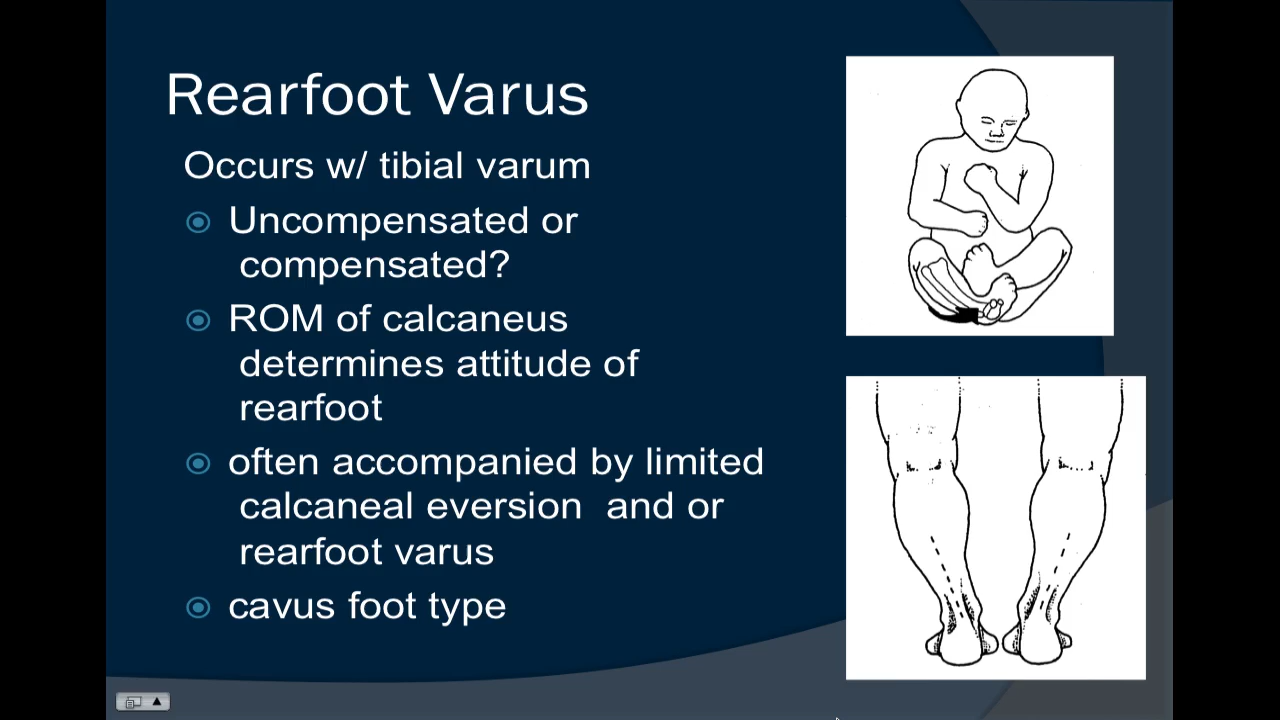 Rearfoot Varus
Occurs w/ tibial varum
Uncompensated or
compensated?
ROM of calcaneus
determines attitude of
rearfoot
often accompanied by limited
calcaneal eversion  and or
rearfoot varus
cavus foot type